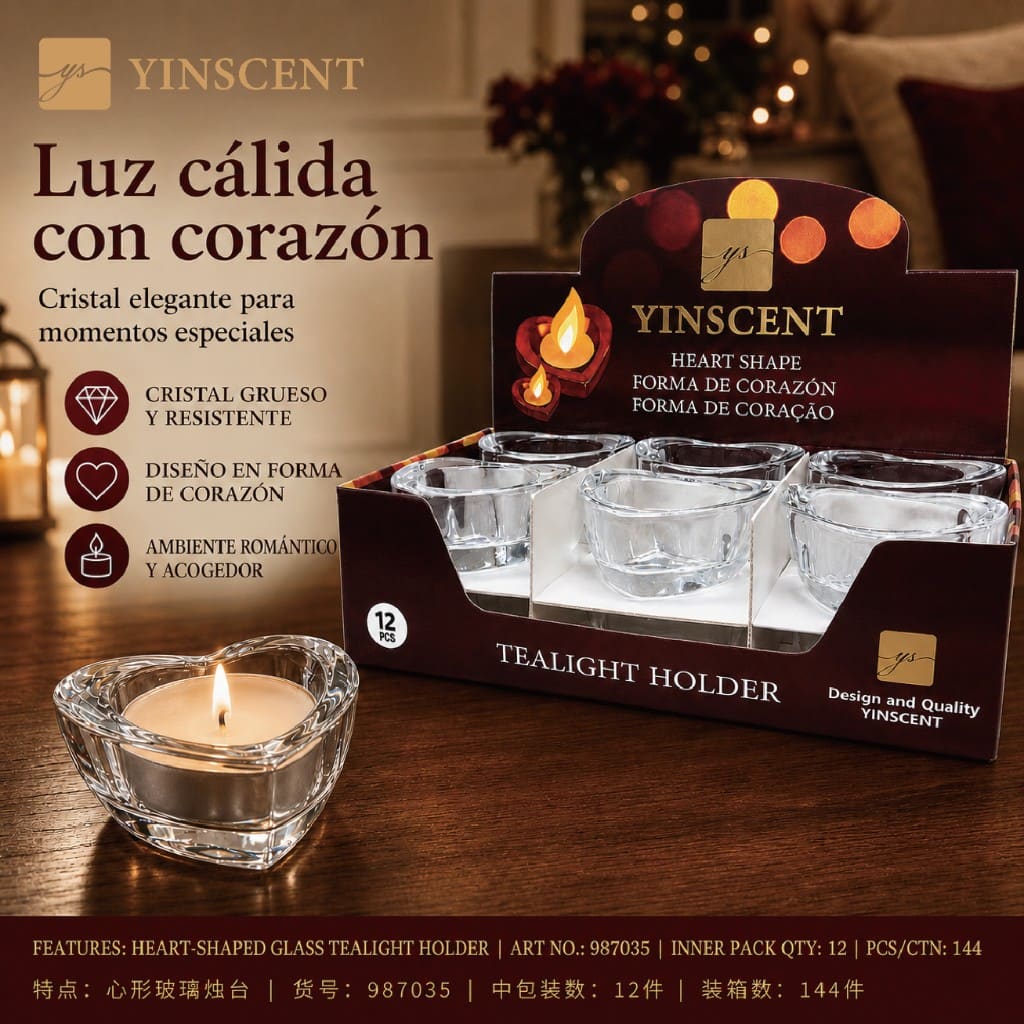 ys YINSCENT
Luz cálida
con corazón
Cristal elegante para
momentos especiales
CRISTAL GRUESO
Y RESISTENTE
DISEÑO EN FORMA
DE CORAZÓN
AMBIENTE ROMÁNTICO
Y ACOGEDOR
ys
YINSCENT
HEART SHAPE
FORMA DE CORAZÓN
FORMA DE CORAÇÃO
12
PCS
TEALIGHT HOLDER
ys
Design and Quality
YINSCENT
FEATURES: HEART-SHAPED GLASS TEALIGHT HOLDER | ART NO.: 987035 | INNER PACK QTY: 12 | PCS/CTN: 144
特点：心形玻璃烛台 | 货号：987035 | 中包装数：12件 | 装箱数：144件